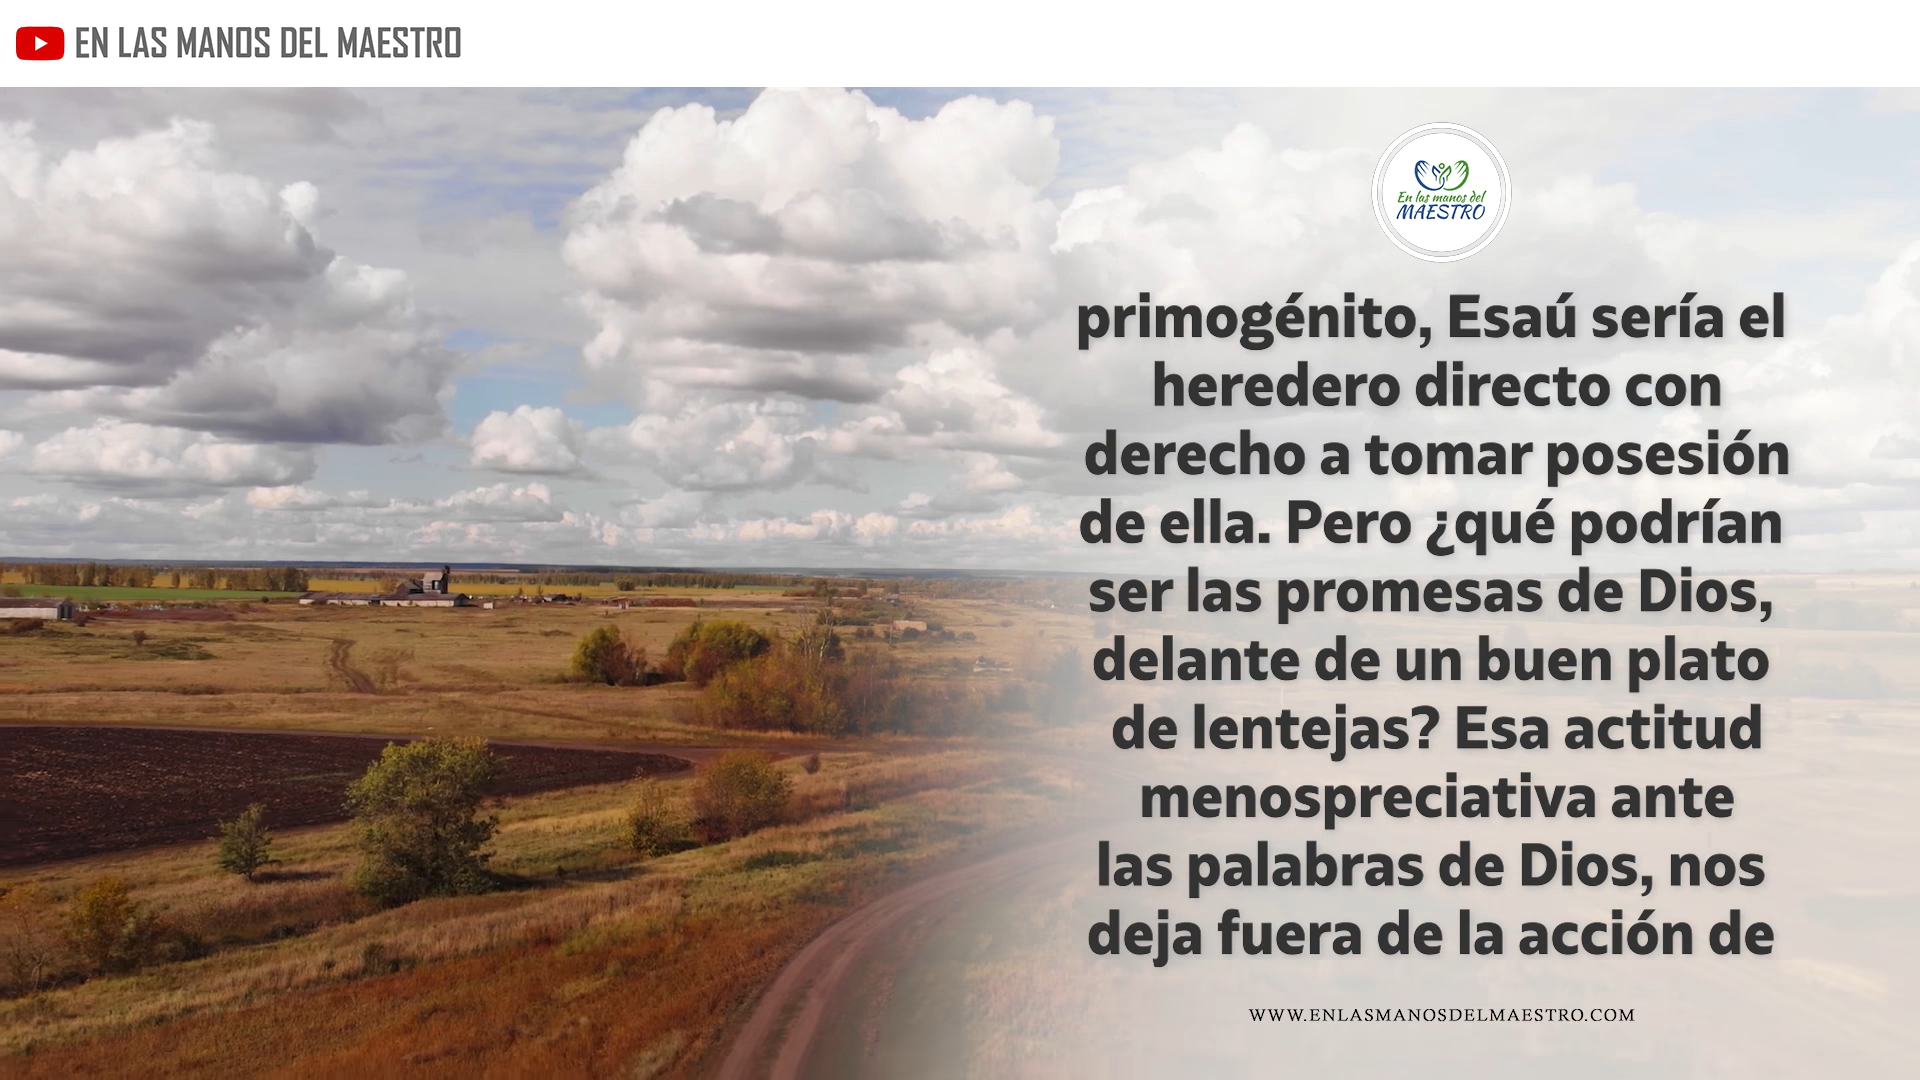 EN LAS MANOS DEL MAESTRO
En las manos del
MAESTRO
primogénito, Esaú sería el
heredero directo con
derecho a tomar posesión
de ella. Pero ¿qué podrían
ser las promesas de Dios,
delante de un buen plato
de lentejas? Esa actitud
menospreciativa ante
las palabras de Dios, nos
deja fuera de la acción de
WWW.ENLASMANOSDELMAESTRO.COM